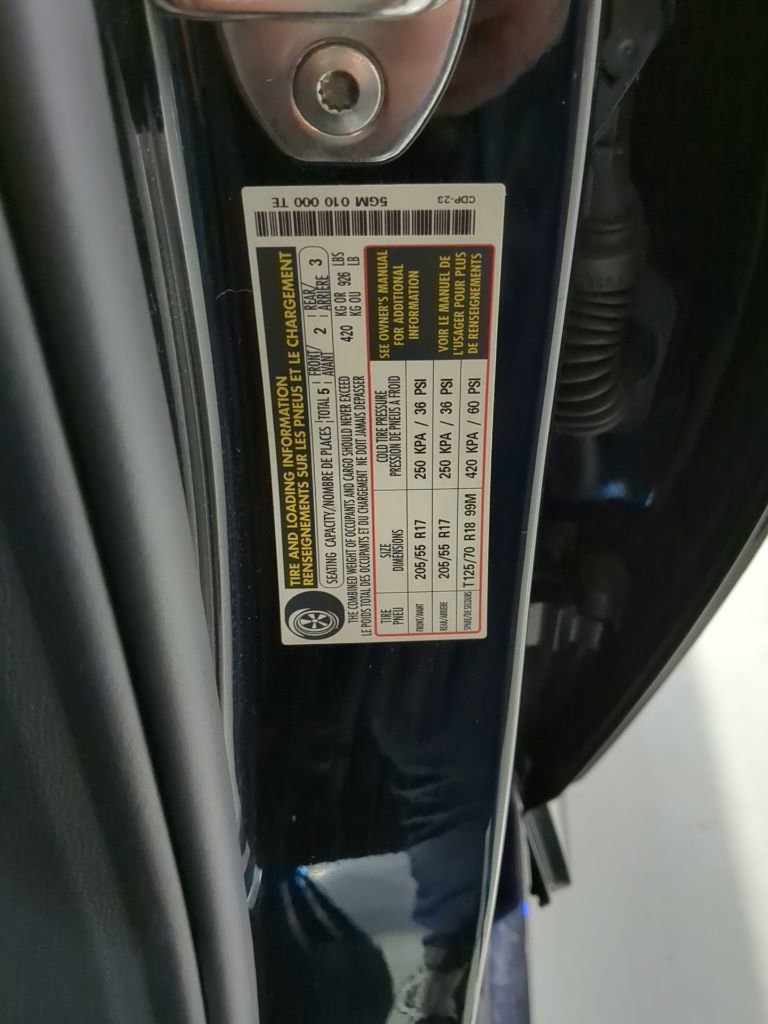 TIRE AND LOADING INFORMATION
RENSEIGNEMENTS SUR LES PNEUS ET LE CHARGEMENT
SEATING CAPACITY/NOMBRE DE PLACES TOTAL 5 FRONT/AVANT 2 REAR/ARRIÈRE 3
THE COMBINED WEIGHT OF OCCUPANTS AND CARGO SHOULD NEVER EXCEED 420 KG OR 926 LBS
LE POIDS TOTAL DES OCCUPANTS ET DU CHARGEMENT NE DOIT JAMAIS DÉPASSER KG OU LB
TIRE SIZE COLD TIRE PRESSURE
PNEU DIMENSIONS PRESSION DE PNEUS À FROID
FRONT/AVANT 205/55 R17 250 KPA / 36 PSI
REAR/ARRIÈRE 205/55 R17 250 KPA / 36 PSI
SPARE/DE SECOURS T125/70 R18 99M 420 KPA / 60 PSI
SEE OWNER'S MANUAL
FOR ADDITIONAL
INFORMATION
VOIR LE MANUEL DE
L'USAGER POUR PLUS
DE RENSEIGNEMENTS
5GM 010 000 TE
CDP-23